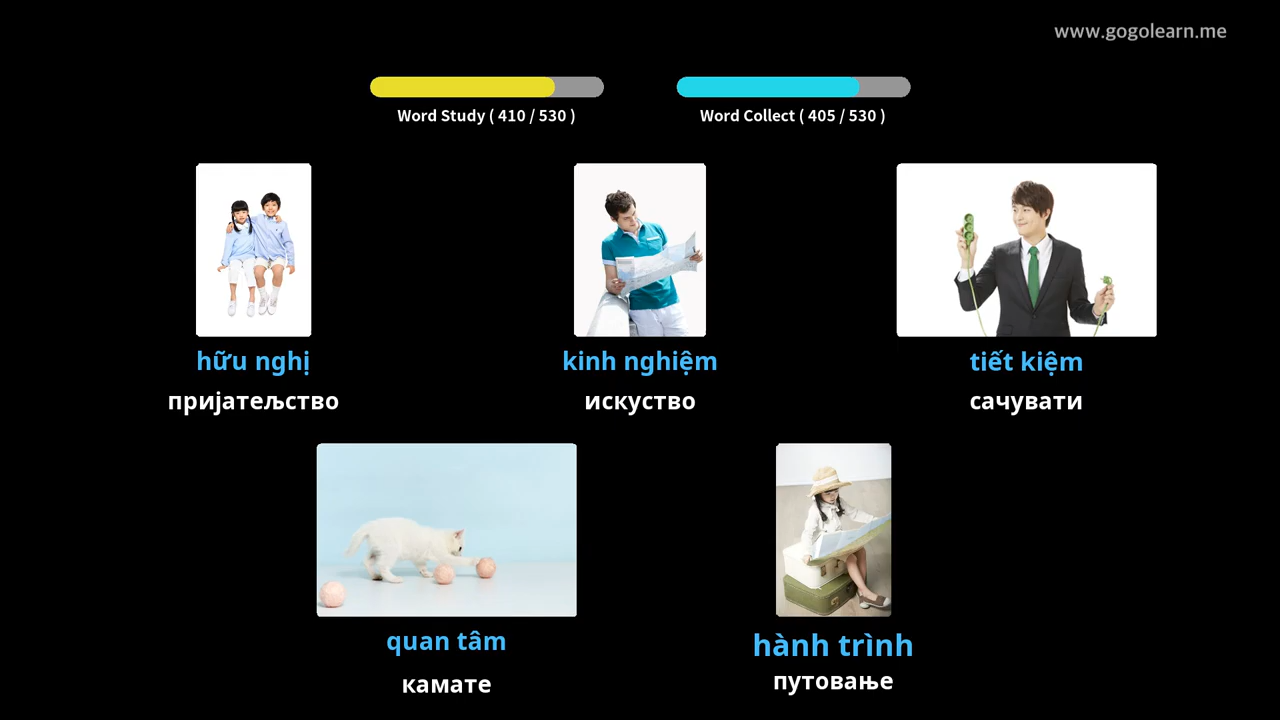 www.gogolearn.me
Word Study ( 410 / 530 )
Word Collect ( 405 / 530 )
hữu nghị
kinh nghiệm
tiết kiệm
пријатељство
искуство
сачувати
quan tâm
hành trình
камате
путовање